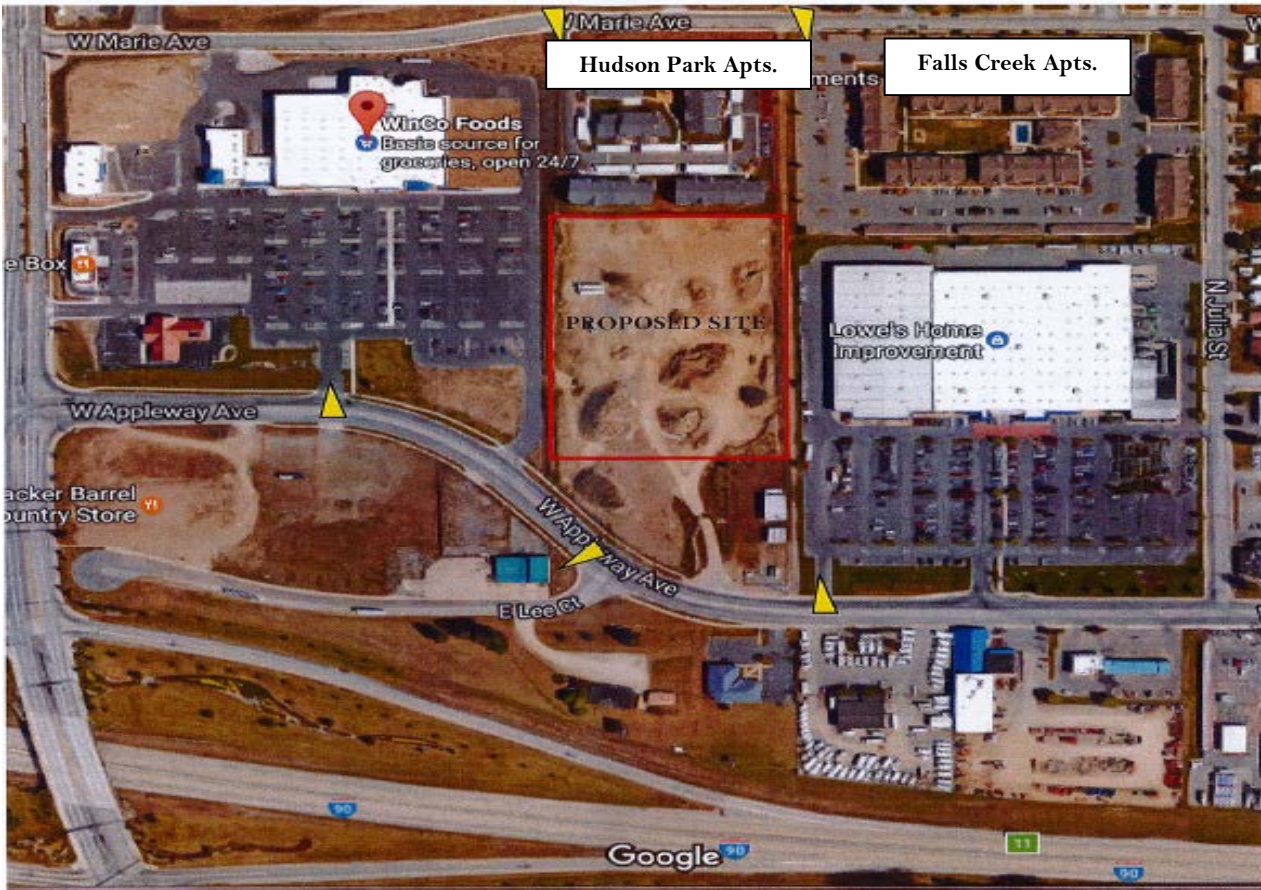 W Marie Ave
W Marie Ave
W
Hudson Park Apts.
Falls Creek Apts.
ments
WinCo Foods
Basic source for
groceries, open 24/7
e Box
PROPOSED SITE
Lowe's Home
Improvement
N Julia St
W Appleway Ave
acker Barrel
ountry Store
W Appleway Ave
E Lee Ct
90
Google
90
11
90